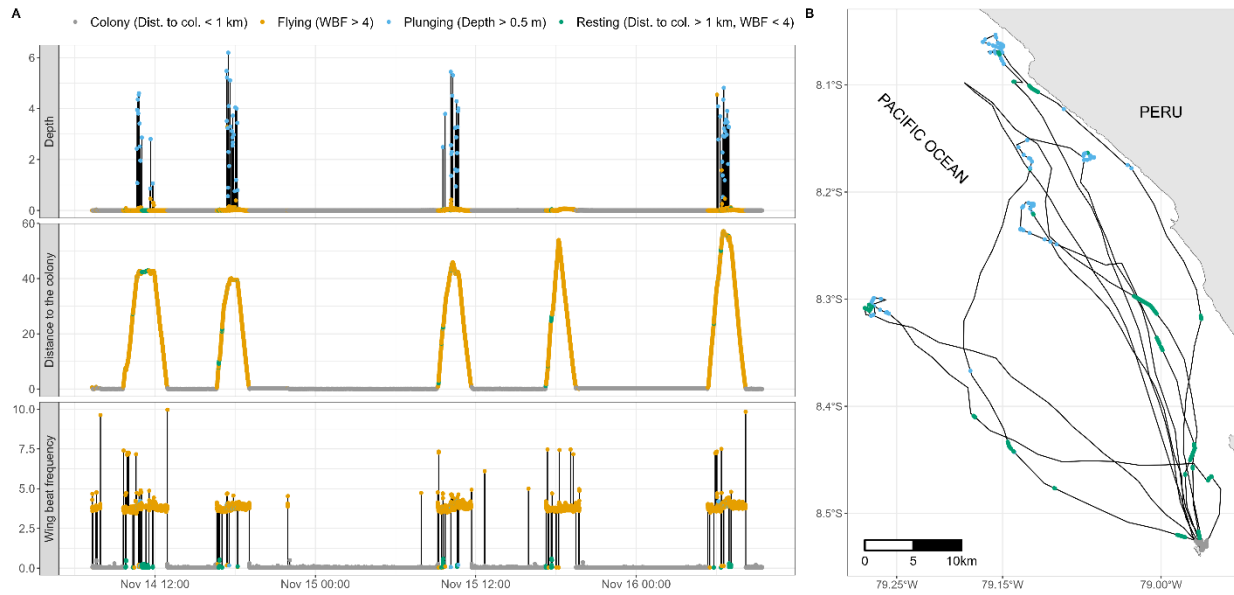 A
Colony (Dist. to col. < 1 km)
Flying (WBF > 4)
Plunging (Depth > 0.5 m)
Resting (Dist. to col. > 1 km, WBF < 4)
Depth
6
4
2
0
Distance to the colony
60
40
20
0
Wing beat frequency
10.0
7.5
5.0
2.5
0.0
Nov 14 12:00
Nov 15 00:00
Nov 15 12:00
Nov 16 00:00
B
PACIFIC OCEAN
PERU
8.1°S
8.2°S
8.3°S
8.4°S
8.5°S
0
5
10km
79.25°W
79.15°W
79.00°W